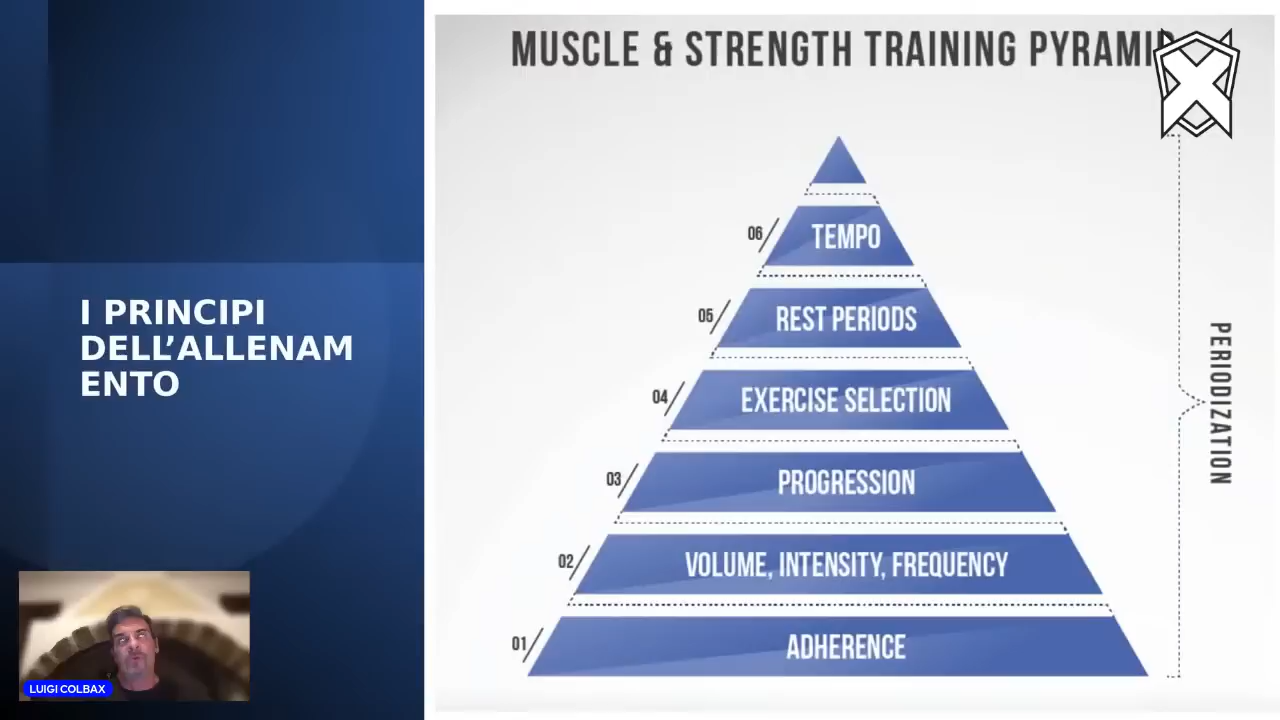 MUSCLE & STRENGTH TRAINING PYRAMI
I PRINCIPI
DELL’ALLENAM
ENTO
06
TEMPO
05
REST PERIODS
04
EXERCISE SELECTION
03
PROGRESSION
02
VOLUME, INTENSITY, FREQUENCY
01
ADHERENCE
PERIODIZATION
LUIGI COLBAX